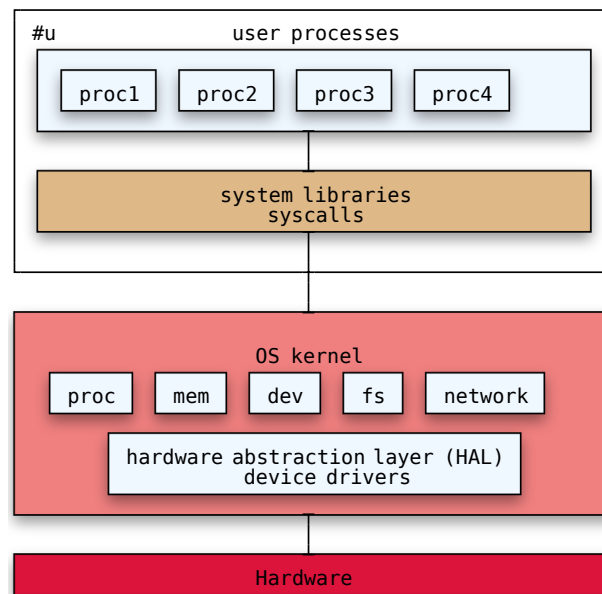 #u user processes
proc1 proc2 proc3 proc4
system libraries
syscalls
OS kernel
proc mem dev fs network
hardware abstraction layer (HAL)
device drivers
Hardware